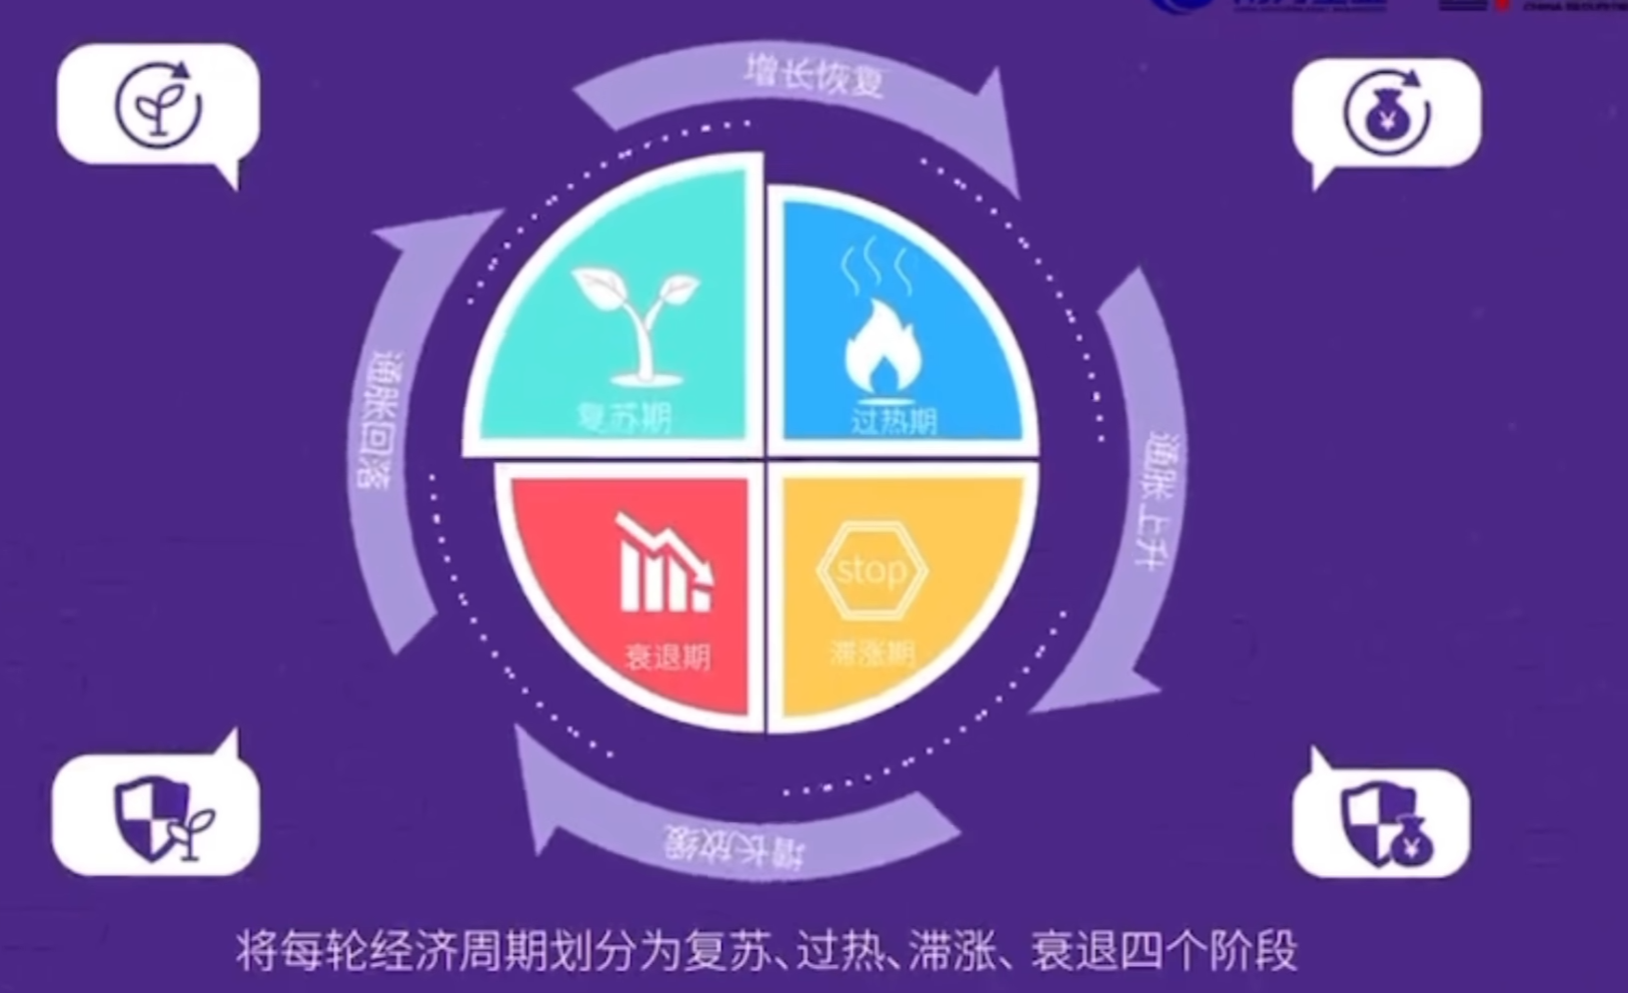 增长恢复
复苏期
过热期
通胀回落
通胀上升
stop
衰退期
滞涨期
增长放缓
将每轮经济周期划分为复苏、过热、滞涨、衰退四个阶段